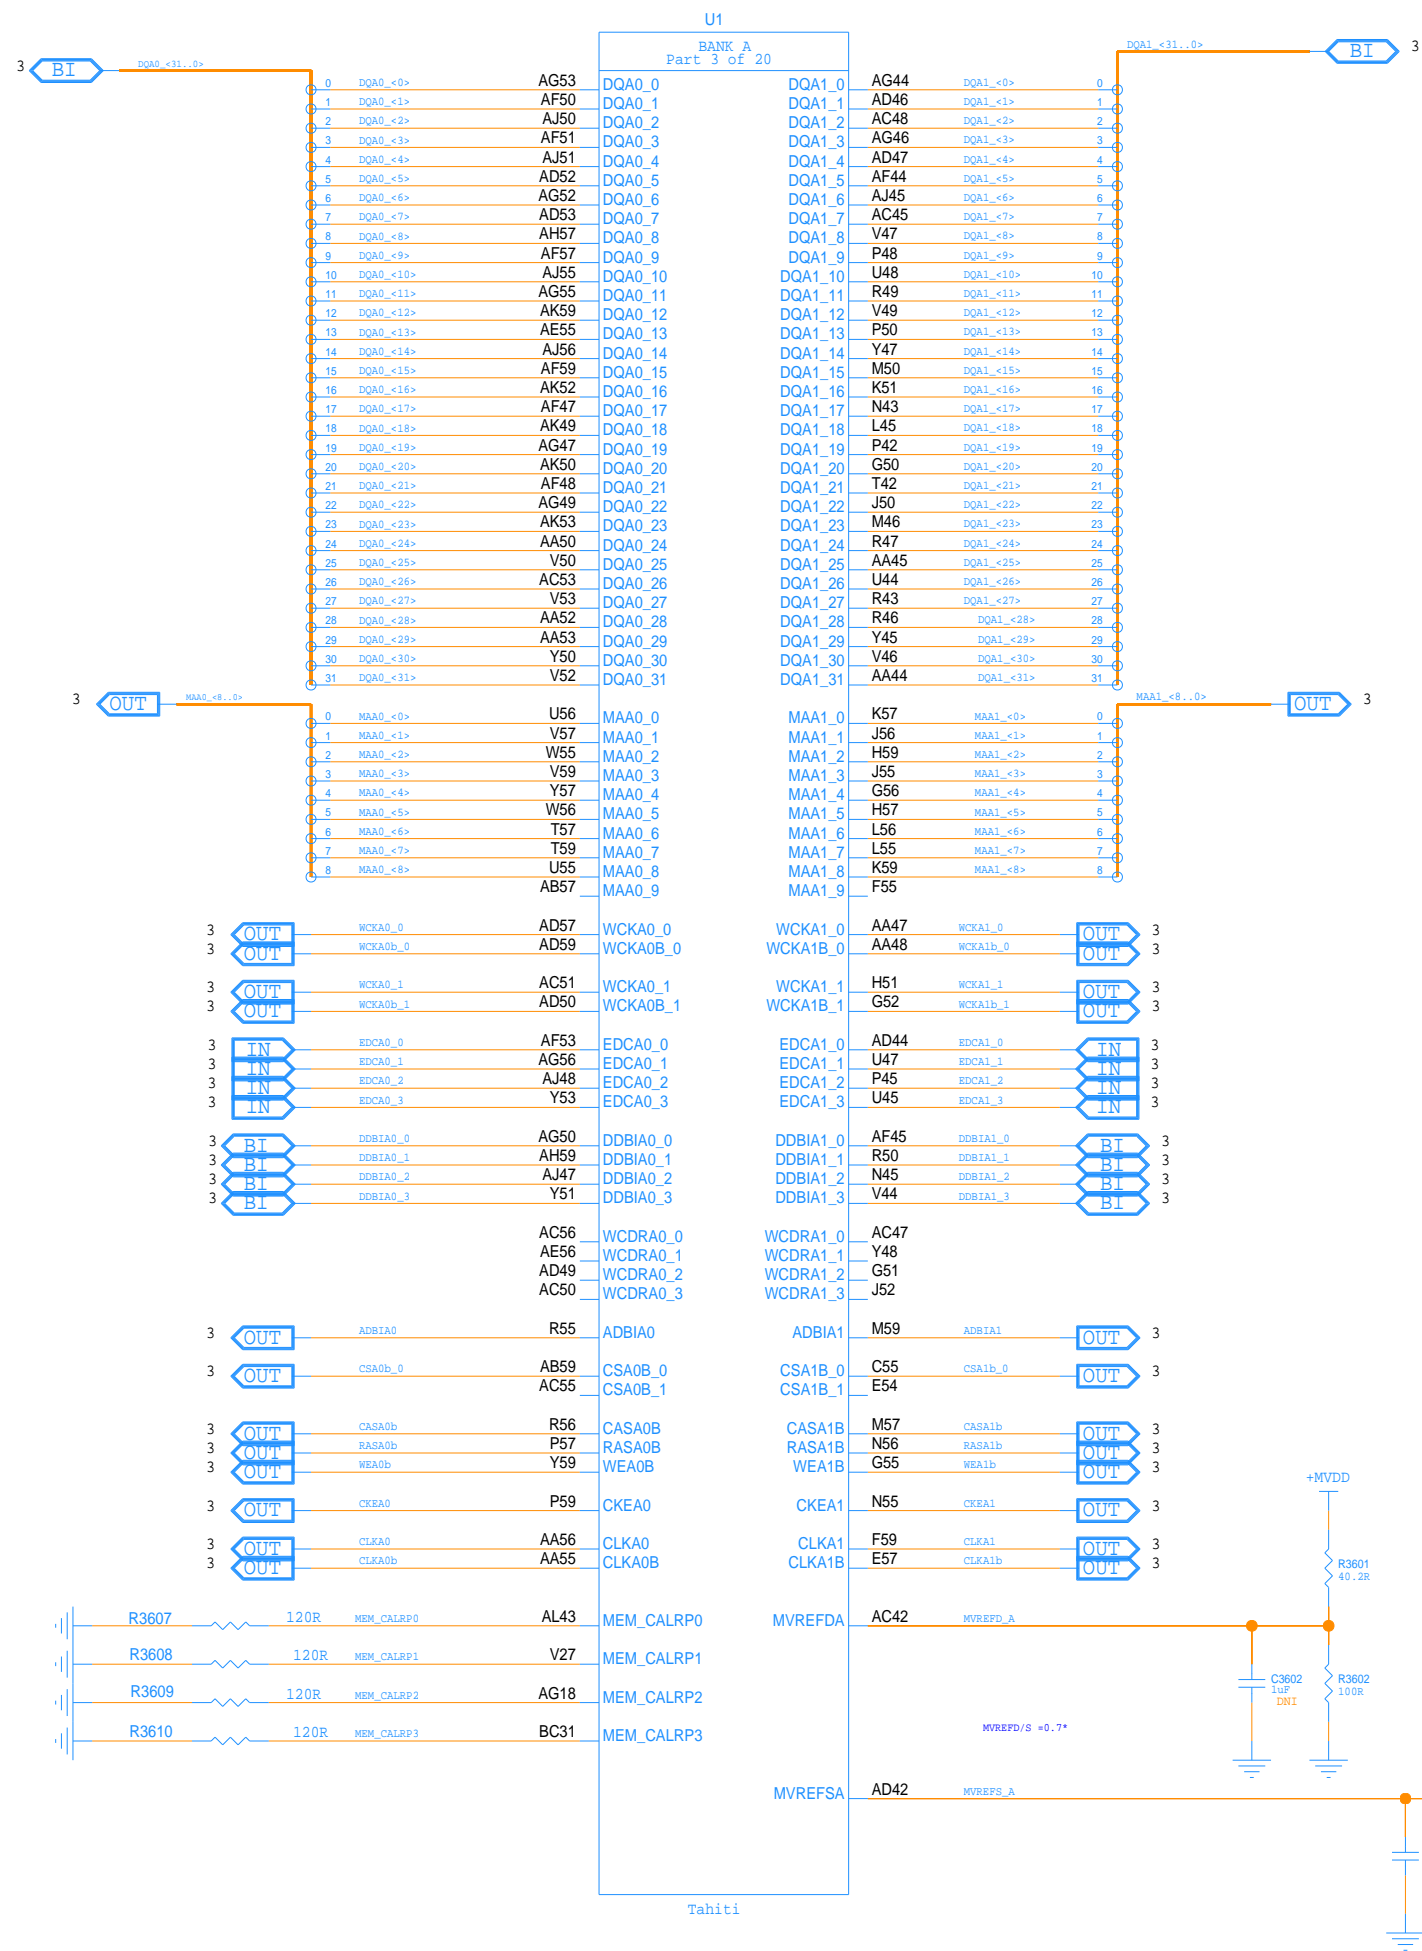 U1
BANK A
Part 3 of 20
3 BI DQA0_<31..0> DQA1_<31..0> BI 3
0 DQA0_<0> AG53 DQA0_0 DQA1_0 AG44 DQA1_<0> 0
1 DQA0_<1> AF50 DQA0_1 DQA1_1 AD46 DQA1_<1> 1
2 DQA0_<2> AJ50 DQA0_2 DQA1_2 AC48 DQA1_<2> 2
3 DQA0_<3> AF51 DQA0_3 DQA1_3 AG46 DQA1_<3> 3
4 DQA0_<4> AJ51 DQA0_4 DQA1_4 AD47 DQA1_<4> 4
5 DQA0_<5> AD52 DQA0_5 DQA1_5 AF44 DQA1_<5> 5
6 DQA0_<6> AG52 DQA0_6 DQA1_6 AJ45 DQA1_<6> 6
7 DQA0_<7> AD53 DQA0_7 DQA1_7 AC45 DQA1_<7> 7
8 DQA0_<8> AH57 DQA0_8 DQA1_8 V47 DQA1_<8> 8
9 DQA0_<9> AF57 DQA0_9 DQA1_9 P48 DQA1_<9> 9
10 DQA0_<10> AJ55 DQA0_10 DQA1_10 U48 DQA1_<10> 10
11 DQA0_<11> AG55 DQA0_11 DQA1_11 R49 DQA1_<11> 11
12 DQA0_<12> AK59 DQA0_12 DQA1_12 V49 DQA1_<12> 12
13 DQA0_<13> AE55 DQA0_13 DQA1_13 P50 DQA1_<13> 13
14 DQA0_<14> AJ56 DQA0_14 DQA1_14 Y47 DQA1_<14> 14
15 DQA0_<15> AF59 DQA0_15 DQA1_15 M50 DQA1_<15> 15
16 DQA0_<16> AK52 DQA0_16 DQA1_16 K51 DQA1_<16> 16
17 DQA0_<17> AF47 DQA0_17 DQA1_17 N43 DQA1_<17> 17
18 DQA0_<18> AK49 DQA0_18 DQA1_18 L45 DQA1_<18> 18
19 DQA0_<19> AG47 DQA0_19 DQA1_19 P42 DQA1_<19> 19
20 DQA0_<20> AK50 DQA0_20 DQA1_20 G50 DQA1_<20> 20
21 DQA0_<21> AF48 DQA0_21 DQA1_21 T42 DQA1_<21> 21
22 DQA0_<22> AG49 DQA0_22 DQA1_22 J50 DQA1_<22> 22
23 DQA0_<23> AK53 DQA0_23 DQA1_23 M46 DQA1_<23> 23
24 DQA0_<24> AA50 DQA0_24 DQA1_24 R47 DQA1_<24> 24
25 DQA0_<25> V50 DQA0_25 DQA1_25 AA45 DQA1_<25> 25
26 DQA0_<26> AC53 DQA0_26 DQA1_26 U44 DQA1_<26> 26
27 DQA0_<27> V53 DQA0_27 DQA1_27 R43 DQA1_<27> 27
28 DQA0_<28> AA52 DQA0_28 DQA1_28 R46 DQA1_<28> 28
29 DQA0_<29> AA53 DQA0_29 DQA1_29 Y45 DQA1_<29> 29
30 DQA0_<30> Y50 DQA0_30 DQA1_30 V46 DQA1_<30> 30
31 DQA0_<31> V52 DQA0_31 DQA1_31 AA44 DQA1_<31> 31
3 OUT MAA0_<8..0> MAA1_<8..0> OUT 3
0 MAA0_<0> U56 MAA0_0 MAA1_0 K57 MAA1_<0> 0
1 MAA0_<1> V57 MAA0_1 MAA1_1 J56 MAA1_<1> 1
2 MAA0_<2> W55 MAA0_2 MAA1_2 H59 MAA1_<2> 2
3 MAA0_<3> V59 MAA0_3 MAA1_3 J55 MAA1_<3> 3
4 MAA0_<4> Y57 MAA0_4 MAA1_4 G56 MAA1_<4> 4
5 MAA0_<5> W56 MAA0_5 MAA1_5 H57 MAA1_<5> 5
6 MAA0_<6> T57 MAA0_6 MAA1_6 L56 MAA1_<6> 6
7 MAA0_<7> T59 MAA0_7 MAA1_7 L55 MAA1_<7> 7
8 MAA0_<8> U55 MAA0_8 MAA1_8 K59 MAA1_<8> 8
AB57 MAA0_9 MAA1_9 F55
3 OUT WCKA0_0 AD57 WCKA0_0 WCKA1_0 AA47 WCKA1_0 OUT 3
3 OUT WCKA0b_0 AD59 WCKA0B_0 WCKA1B_0 AA48 WCKA1b_0 OUT 3
3 OUT WCKA0_1 AC51 WCKA0_1 WCKA1_1 H51 WCKA1_1 OUT 3
3 OUT WCKA0b_1 AD50 WCKA0B_1 WCKA1B_1 G52 WCKA1b_1 OUT 3
3 IN EDCA0_0 AF53 EDCA0_0 EDCA1_0 AD44 EDCA1_0 IN 3
3 IN EDCA0_1 AG56 EDCA0_1 EDCA1_1 U47 EDCA1_1 IN 3
3 IN EDCA0_2 AJ48 EDCA0_2 EDCA1_2 P45 EDCA1_2 IN 3
3 IN EDCA0_3 Y53 EDCA0_3 EDCA1_3 U45 EDCA1_3 IN 3
3 BI DDBIA0_0 AG50 DDBIA0_0 DDBIA1_0 AF45 DDBIA1_0 BI 3
3 BI DDBIA0_1 AH59 DDBIA0_1 DDBIA1_1 R50 DDBIA1_1 BI 3
3 BI DDBIA0_2 AJ47 DDBIA0_2 DDBIA1_2 N45 DDBIA1_2 BI 3
3 BI DDBIA0_3 Y51 DDBIA0_3 DDBIA1_3 V44 DDBIA1_3 BI 3
AC56 WCDRA0_0 WCDRA1_0 AC47
AE56 WCDRA0_1 WCDRA1_1 Y48
AD49 WCDRA0_2 WCDRA1_2 G51
AC50 WCDRA0_3 WCDRA1_3 J52
3 OUT ADBIA0 R55 ADBIA0 ADBIA1 M59 ADBIA1 OUT 3
3 OUT CSA0b_0 AB59 CSA0B_0 CSA1B_0 C55 CSA1b_0 OUT 3
AC55 CSA0B_1 CSA1B_1 E54
3 OUT CASA0b R56 CASA0B CASA1B M57 CASA1b OUT 3
3 OUT RASA0b P57 RASA0B RASA1B N56 RASA1b OUT 3
3 OUT WEA0b Y59 WEA0B WEA1B G55 WEA1b OUT 3
+MVDD
3 OUT CKEA0 P59 CKEA0 CKEA1 N55 CKEA1 OUT 3
3 OUT CLKA0 AA56 CLKA0 CLKA1 F59 CLKA1 OUT 3
3 OUT CLKA0b AA55 CLKA0B CLKA1B E57 CLKA1b OUT 3
R3601
40.2R
R3607 120R MEM_CALRP0 AL43 MEM_CALRP0 MVREFDA AC42 MVREFD_A
R3608 120R MEM_CALRP1 V27 MEM_CALRP1
C3602 R3602
1uF 100R
DNI
R3609 120R MEM_CALRP2 AG18 MEM_CALRP2
MVREFD/S =0.7*
R3610 120R MEM_CALRP3 BC31 MEM_CALRP3
MVREFSA AD42 MVREFS_A
Tahiti